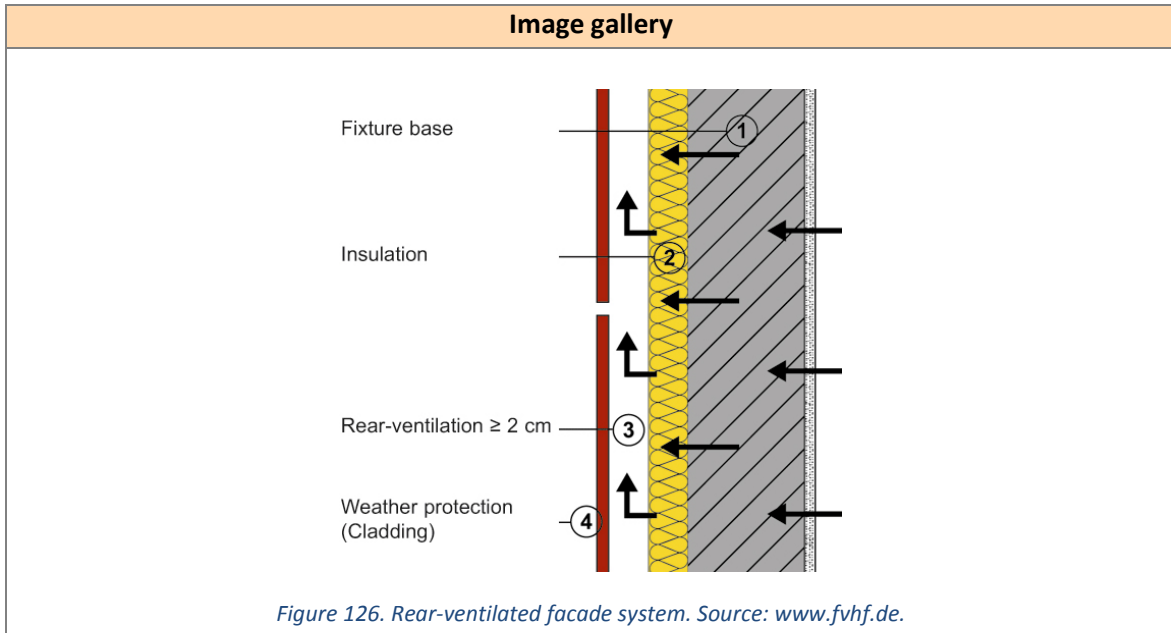 Image gallery
Fixture base
1
Insulation
2
Rear-ventilation ≥ 2 cm
3
Weather protection
(Cladding)
4
Figure 126. Rear-ventilated facade system. Source: www.fvhf.de.